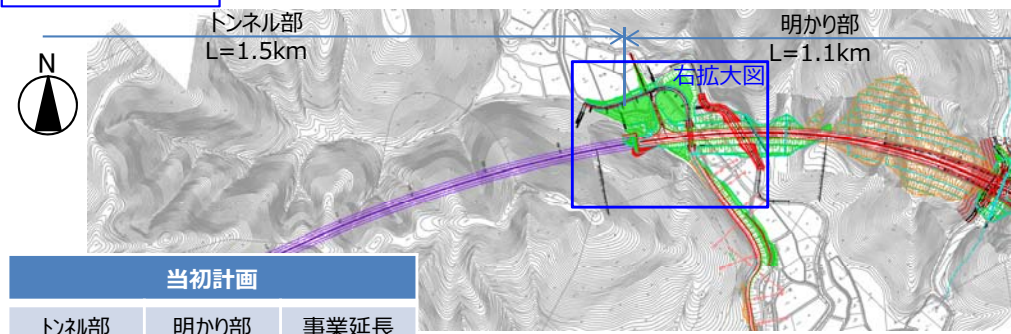 トンネル部
L=1.5km
明かり部
L=1.1km
N
右拡大図
当初計画
トンネル部 明かり部 事業延長